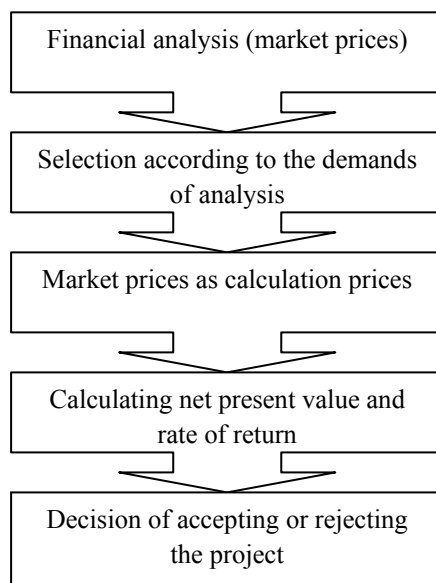 Financial analysis (market prices)
Selection according to the demands
of analysis
Market prices as calculation prices
Calculating net present value and
rate of return
Decision of accepting or rejecting
the project